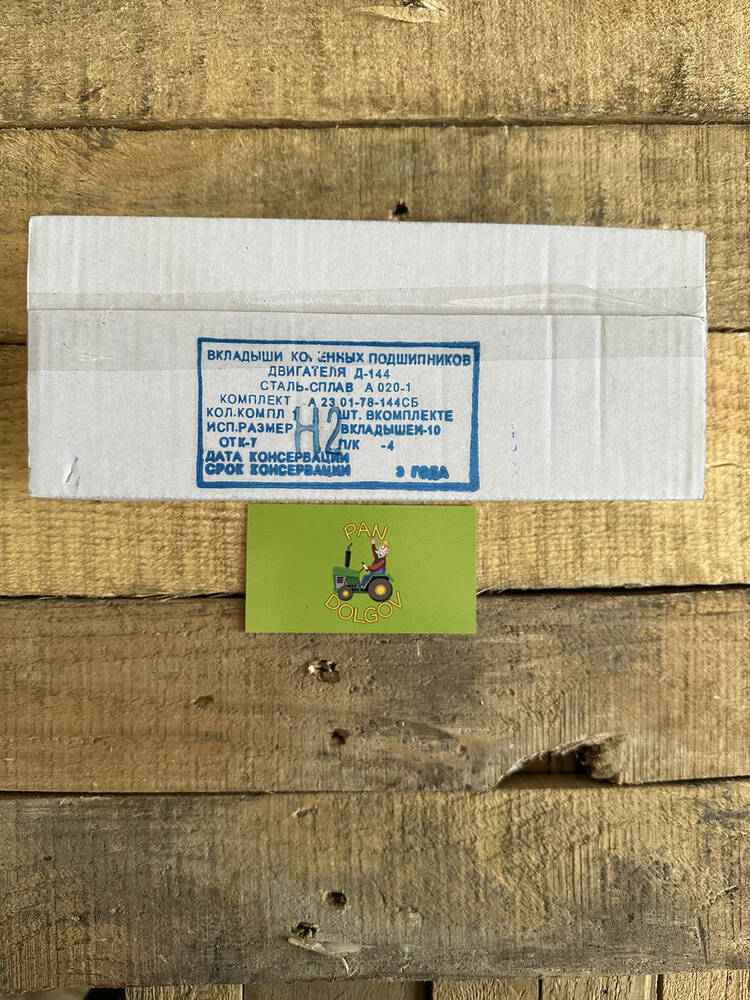 ВКЛАДЫШИ КОРЕННЫХ ПОДШИПНИКОВ
ДВИГАТЕЛЯ Д-144
СТАЛЬ-СПЛАВ А 020-1
КОМПЛЕКТ А 23 01-78-144СБ
КОЛ.КОМПЛ 1 ШТ. ВКОМПЛЕКТЕ
ИСП.РАЗМЕР Н2 ВКЛАДЫШЕЙ-10
ОТК-7 П/К -4
ДАТА КОНСЕРВАЦИИ
СРОК КОНСЕРВАЦИИ 3 ГОДА
PAN
DOLGOV